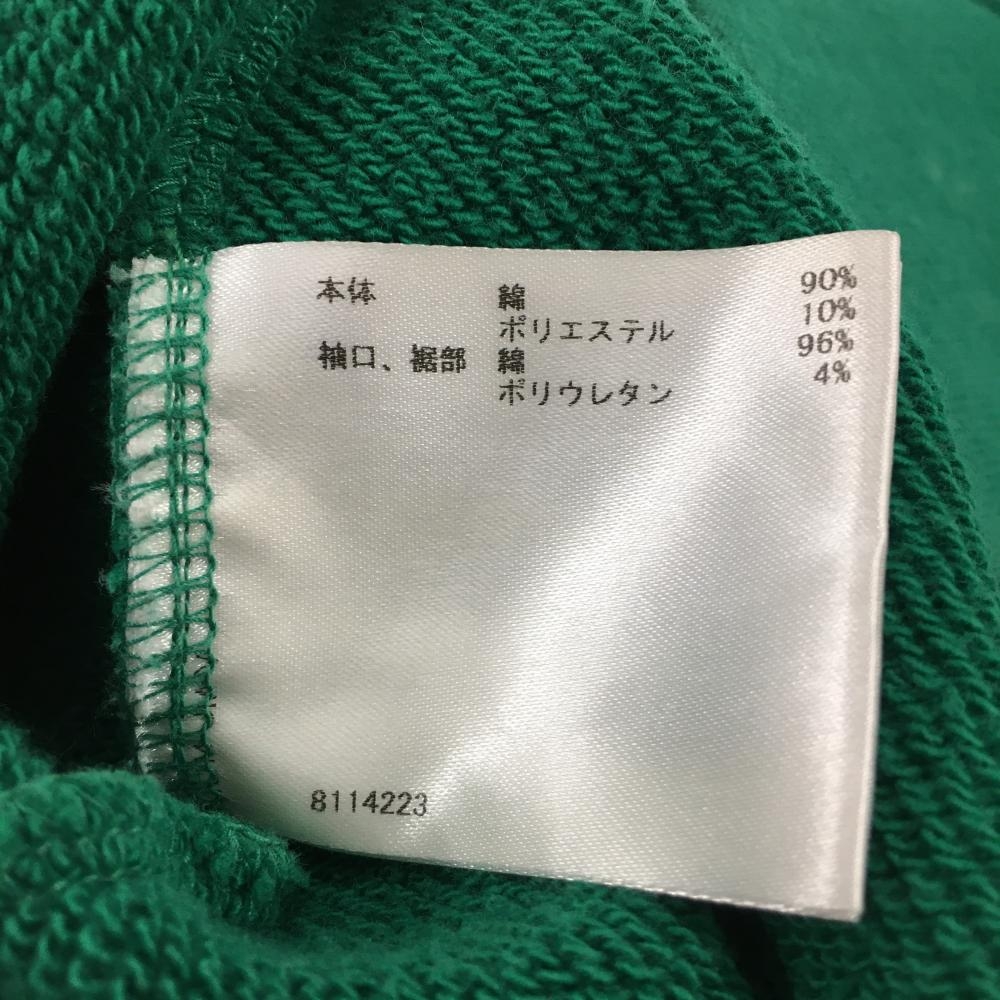 本体 綿 90%
ポリエステル 10%
袖口、裾部 綿 96%
ポリウレタン 4%
8114223